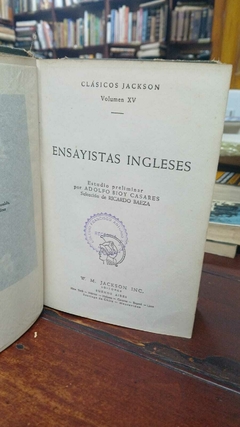 CLÁSICOS JACKSON
Volumen XV
ENSAYISTAS INGLESES
Estudio preliminar
por ADOLFO BIOY CASARES
Selección de RICARDO BAEZA
W. M. JACKSON, INC.
EDITORES
BUENOS AIRES